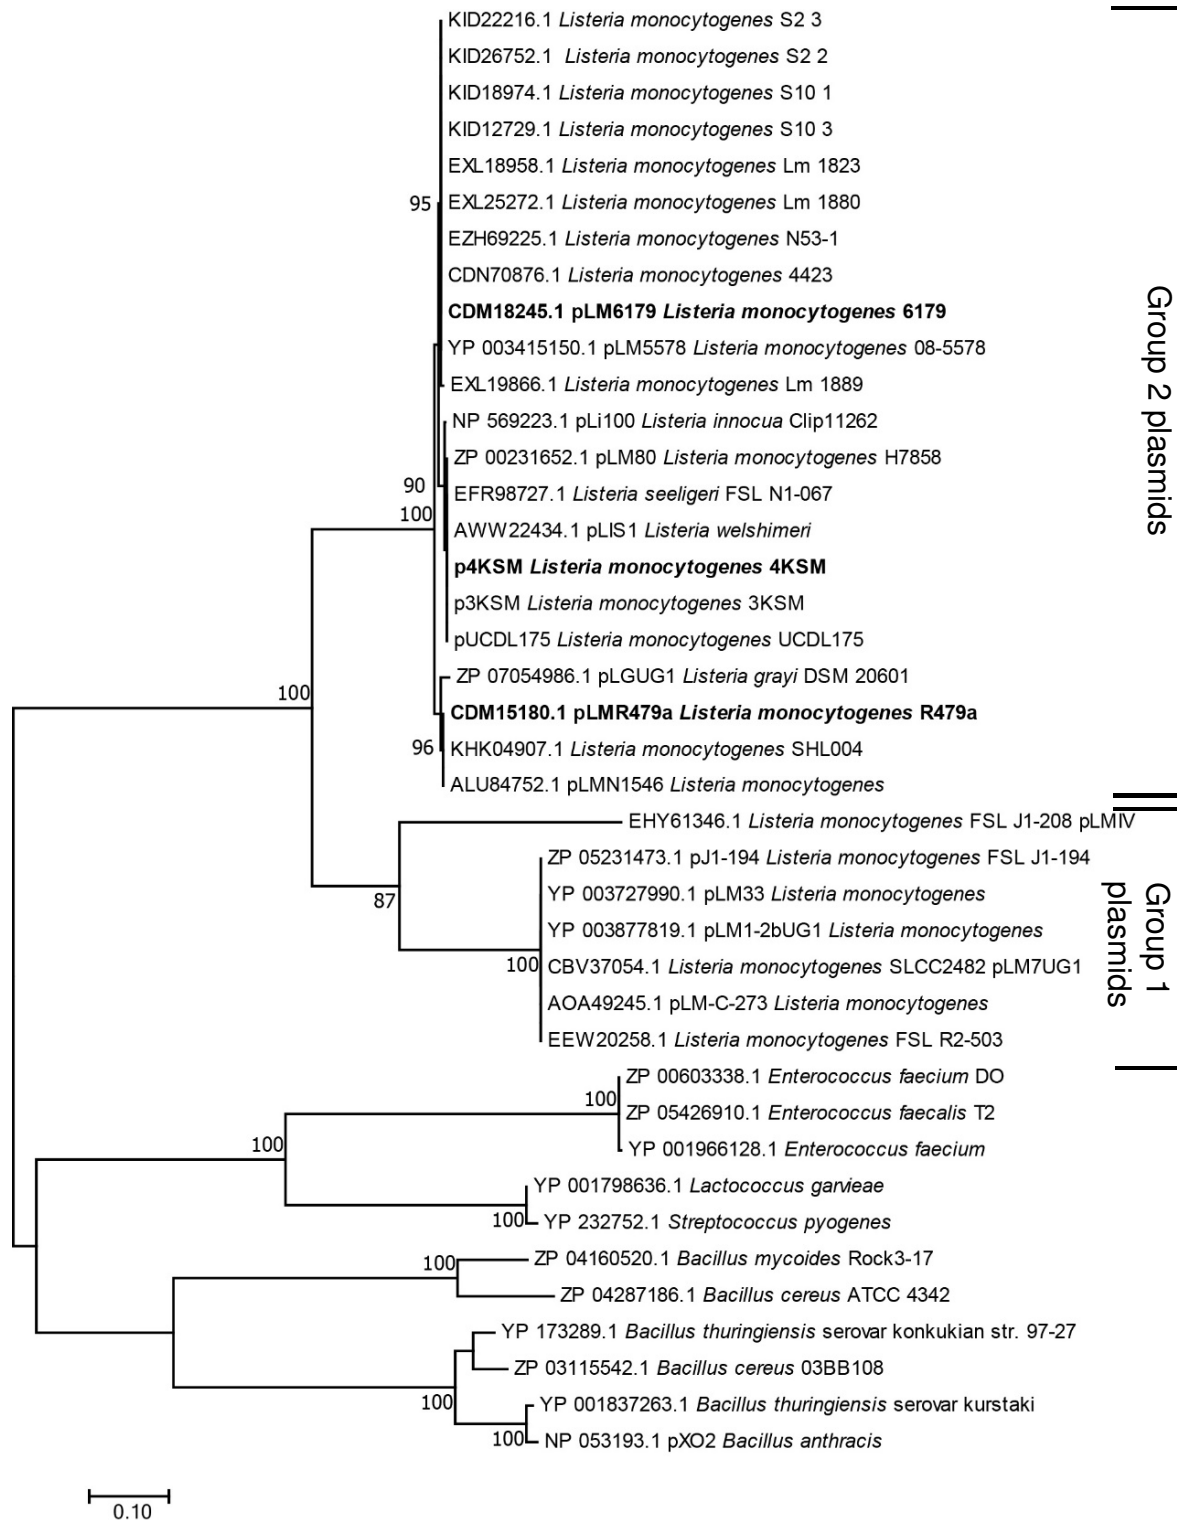 KID22216.1 Listeria monocytogenes S2 3
KID26752.1 Listeria monocytogenes S2 2
KID18974.1 Listeria monocytogenes S10 1
KID12729.1 Listeria monocytogenes S10 3
EXL18958.1 Listeria monocytogenes Lm 1823
95
EXL25272.1 Listeria monocytogenes Lm 1880
EZH69225.1 Listeria monocytogenes N53-1
CDN70876.1 Listeria monocytogenes 4423
CDM18245.1 pLM6179 Listeria monocytogenes 6179
YP 003415150.1 pLM5578 Listeria monocytogenes 08-5578
EXL19866.1 Listeria monocytogenes Lm 1889
NP 569223.1 pLi100 Listeria innocua Clip11262
ZP 00231652.1 pLM80 Listeria monocytogenes H7858
90
EFR98727.1 Listeria seeligeri FSL N1-067
100
AWW22434.1 pLIS1 Listeria welshimeri
p4KSM Listeria monocytogenes 4KSM
p3KSM Listeria monocytogenes 3KSM
pUCDL175 Listeria monocytogenes UCDL175
ZP 07054986.1 pLGUG1 Listeria grayi DSM 20601
100
CDM15180.1 pLMR479a Listeria monocytogenes R479a
96
KHK04907.1 Listeria monocytogenes SHL004
ALU84752.1 pLMN1546 Listeria monocytogenes
Group 2 plasmids
EHY61346.1 Listeria monocytogenes FSL J1-208 pLMIV
ZP 05231473.1 pJ1-194 Listeria monocytogenes FSL J1-194
87
YP 003727990.1 pLM33 Listeria monocytogenes
YP 003877819.1 pLM1-2bUG1 Listeria monocytogenes
100
CBV37054.1 Listeria monocytogenes SLCC2482 pLM7UG1
AOA49245.1 pLM-C-273 Listeria monocytogenes
EEW20258.1 Listeria monocytogenes FSL R2-503
Group 1
plasmids
ZP 00603338.1 Enterococcus faecium DO
100
ZP 05426910.1 Enterococcus faecalis T2
100
YP 001966128.1 Enterococcus faecium
YP 001798636.1 Lactococcus garvieae
100
YP 232752.1 Streptococcus pyogenes
100
ZP 04160520.1 Bacillus mycoides Rock3-17
ZP 04287186.1 Bacillus cereus ATCC 4342
YP 173289.1 Bacillus thuringiensis serovar konkukian str. 97-27
ZP 03115542.1 Bacillus cereus 03BB108
100
YP 001837263.1 Bacillus thuringiensis serovar kurstaki
100
NP 053193.1 pXO2 Bacillus anthracis
0.10